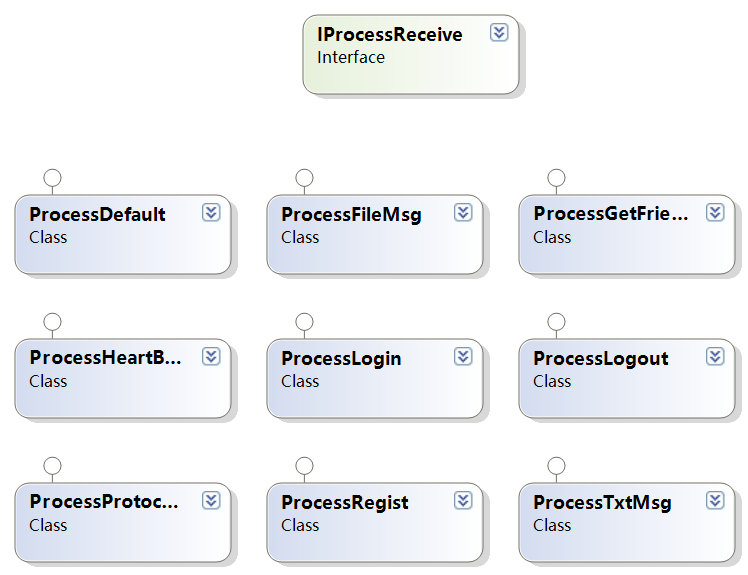 IProcessReceive
Interface
ProcessDefault
Class
ProcessFileMsg
Class
ProcessGetFrie...
Class
ProcessHeartB...
Class
ProcessLogin
Class
ProcessLogout
Class
ProcessProtoc...
Class
ProcessRegist
Class
ProcessTxtMsg
Class